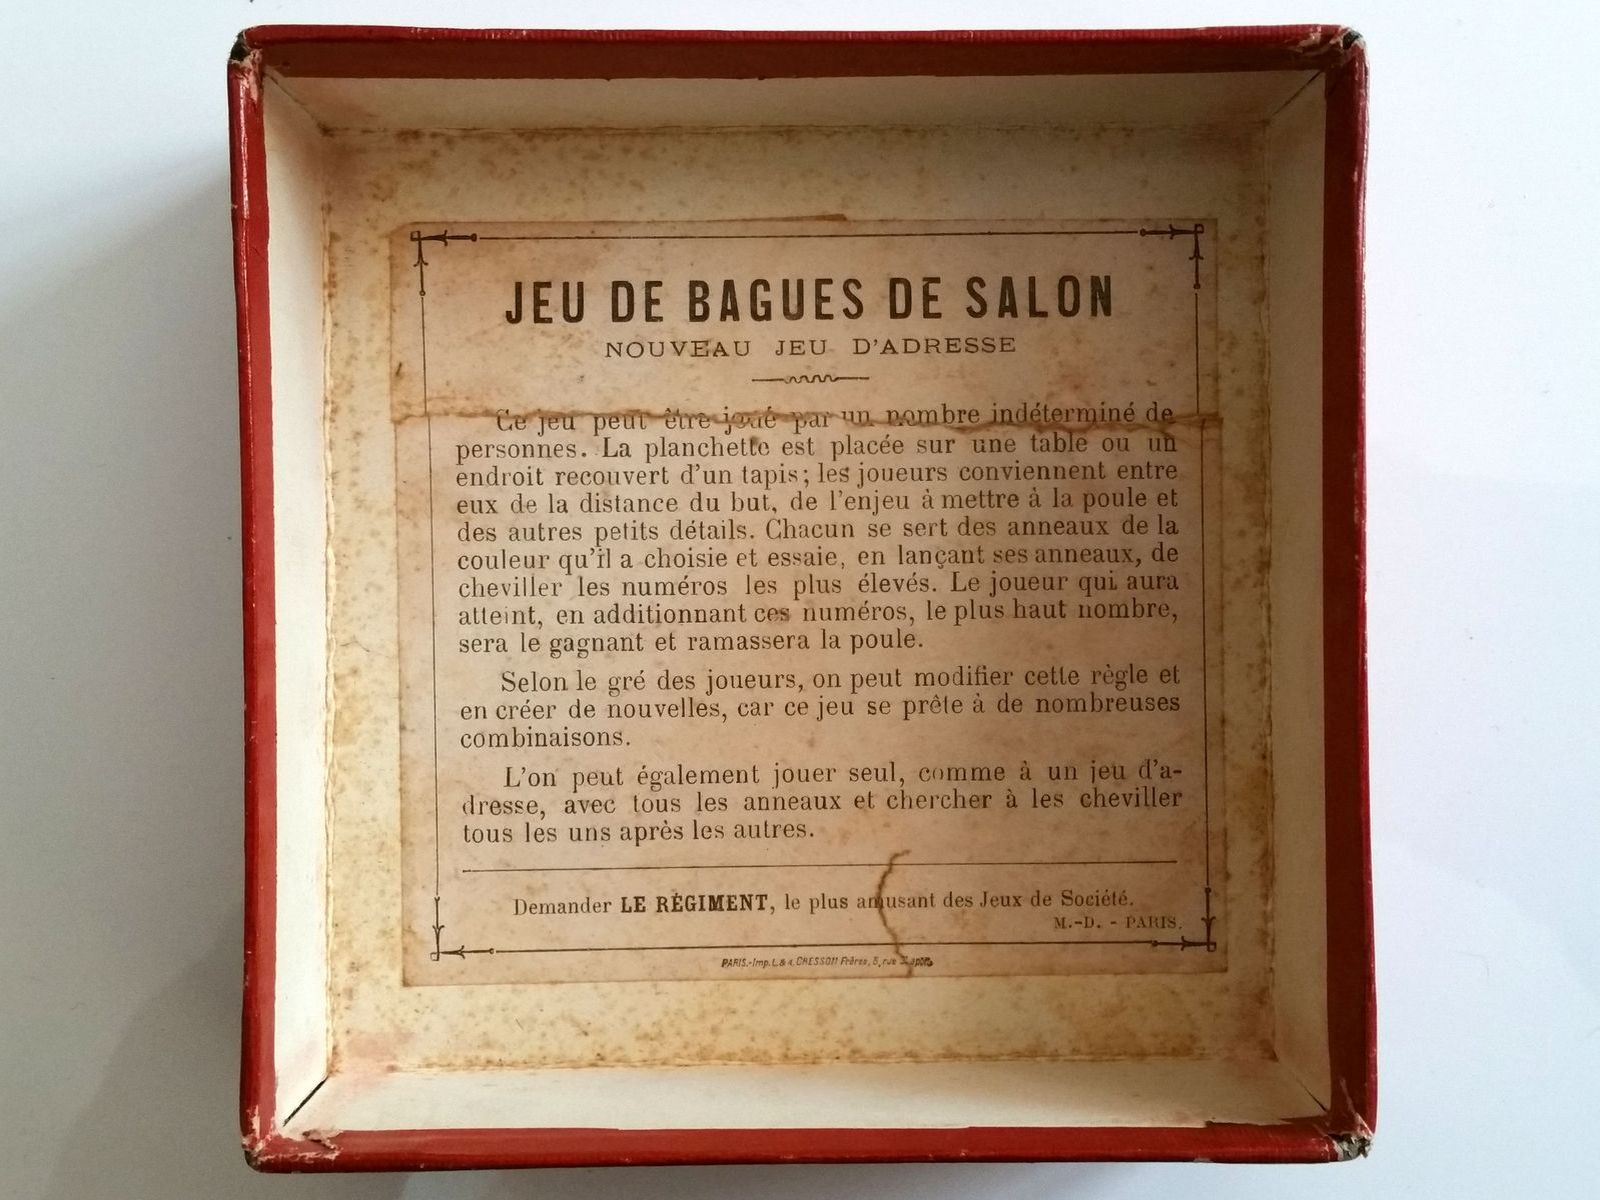 JEU DE BAGUES DE SALON
NOUVEAU JEU D'ADRESSE
Ce jeu peut être joué par un nombre indéterminé de
personnes. La planchette est placée sur une table ou un
endroit recouvert d'un tapis; les joueurs conviennent entre
eux de la distance du but, de l'enjeu à mettre à la poule et
des autres petits détails. Chacun se sert des anneaux de la
couleur qu'il a choisie et essaie, en lançant ses anneaux, de
cheviller les numéros les plus élevés. Le joueur qui aura
atteint, en additionnant ces numéros, le plus haut nombre,
sera le gagnant et ramassera la poule.
Selon le gré des joueurs, on peut modifier cette règle et
en créer de nouvelles, car ce jeu se prête à de nombreuses
combinaisons.
L'on peut également jouer seul, comme à un jeu d'a-
dresse, avec tous les anneaux et chercher à les cheviller
tous les uns après les autres.
Demander LE RÉGIMENT, le plus amusant des Jeux de Société.
M.-D. - PARIS.
PARIS.-Imp. L. & A. CRESSON Frères, 5, rue